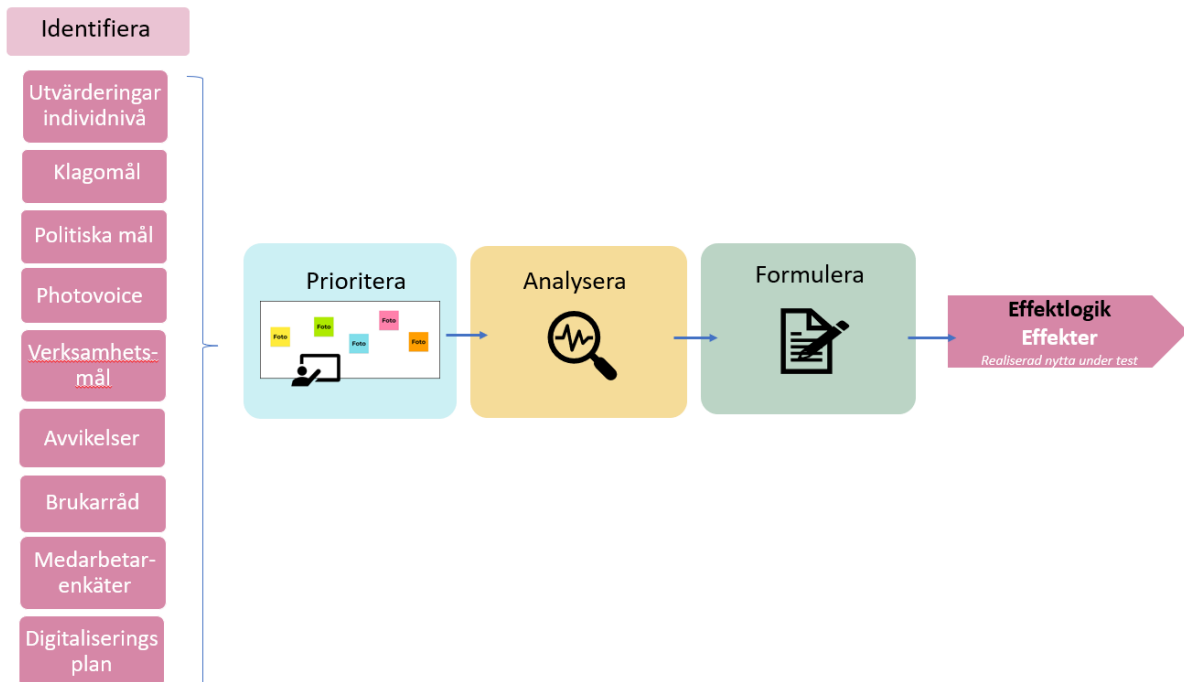 Identifiera
Utvärderingar
individnivå
Klagomål
Politiska mål
Photovoice
Verksamhets-
mål
Avvikelser
Brukarråd
Medarbetar-
enkäter
Digitaliserings
plan
Prioritera
Foto
Foto
Foto
Foto
Foto
Analysera
Formulera
Effektlogik
Effekter
Realiserad nytta under test